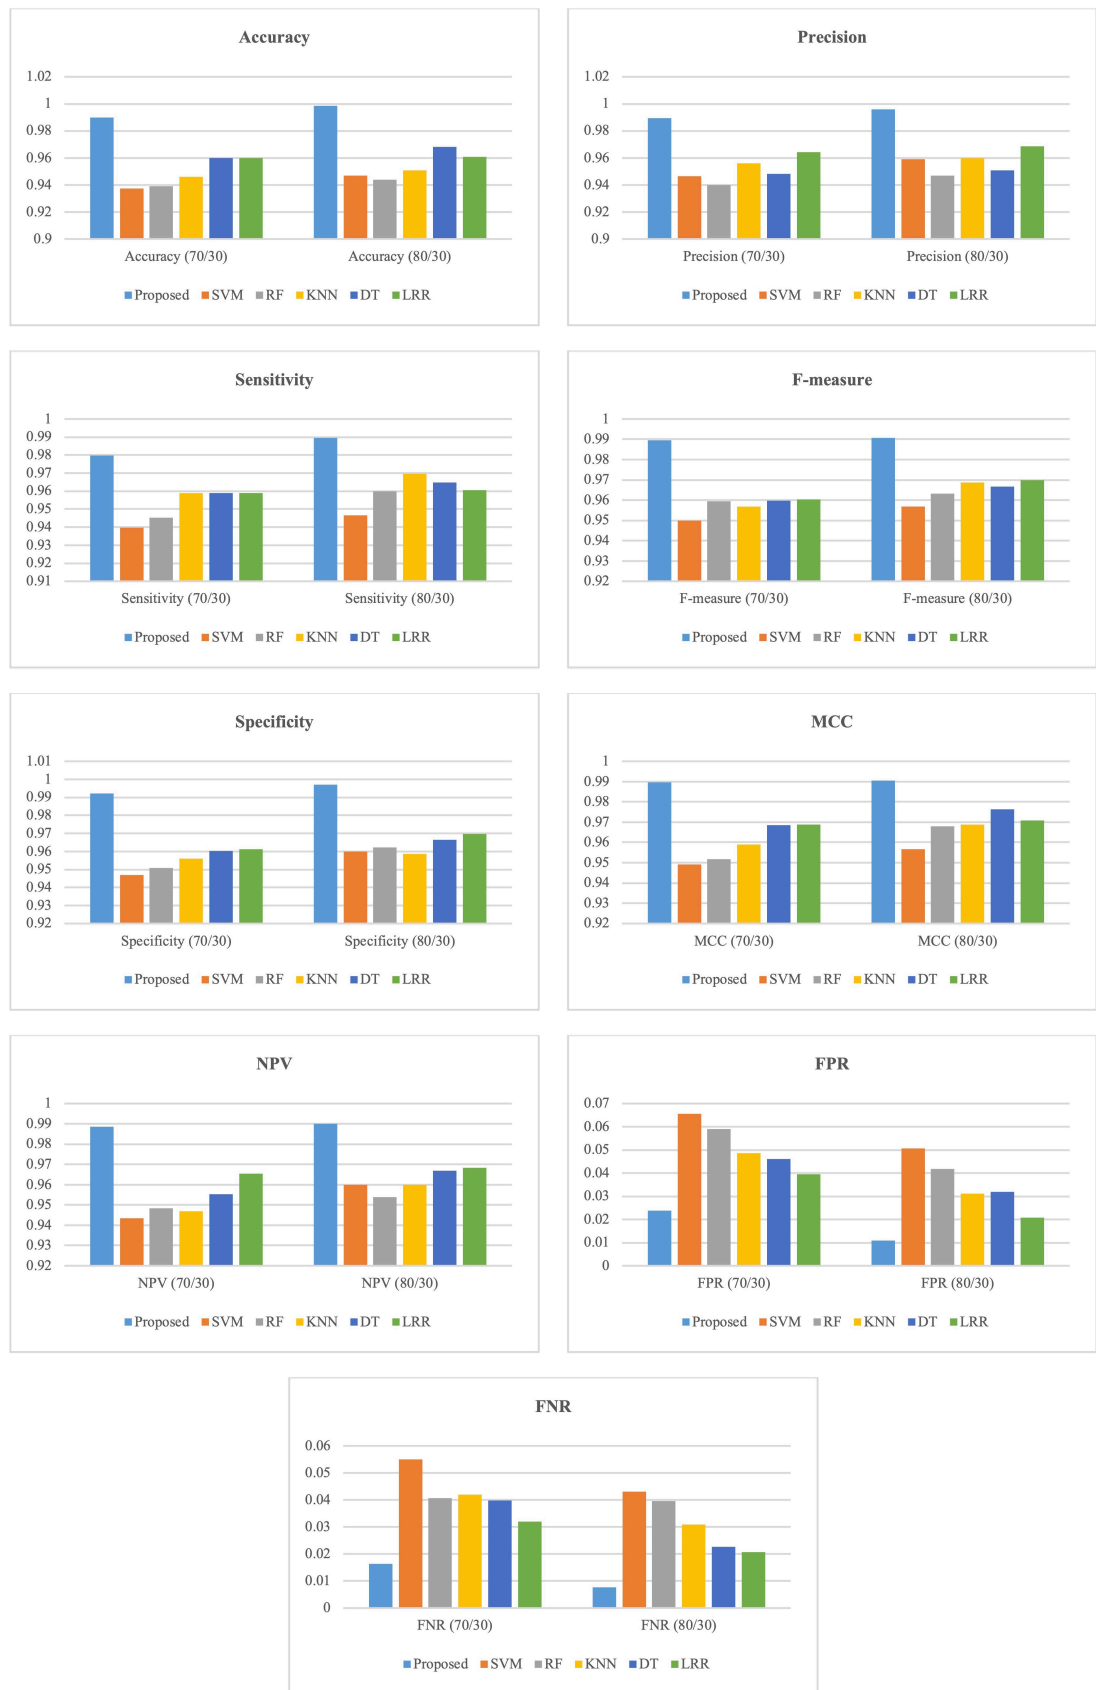 Accuracy
1.02
1
0.98
0.96
0.94
0.92
0.9
Accuracy (70/30) Accuracy (80/30)
Proposed SVM RF KNN DT LRR
Precision
1.02
1
0.98
0.96
0.94
0.92
0.9
Precision (70/30) Precision (80/30)
Proposed SVM RF KNN DT LRR
Sensitivity
1
0.99
0.98
0.97
0.96
0.95
0.94
0.93
0.92
0.91
Sensitivity (70/30) Sensitivity (80/30)
Proposed SVM RF KNN DT LRR
F-measure
1
0.99
0.98
0.97
0.96
0.95
0.94
0.93
0.92
F-measure (70/30) F-measure (80/30)
Proposed SVM RF KNN DT LRR
Specificity
1.01
1
0.99
0.98
0.97
0.96
0.95
0.94
0.93
0.92
Specificity (70/30) Specificity (80/30)
Proposed SVM RF KNN DT LRR
MCC
1
0.99
0.98
0.97
0.96
0.95
0.94
0.93
0.92
MCC (70/30) MCC (80/30)
Proposed SVM RF KNN DT LRR
NPV
1
0.99
0.98
0.97
0.96
0.95
0.94
0.93
0.92
NPV (70/30) NPV (80/30)
Proposed SVM RF KNN DT LRR
FPR
0.07
0.06
0.05
0.04
0.03
0.02
0.01
0
FPR (70/30) FPR (80/30)
Proposed SVM RF KNN DT LRR
FNR
0.06
0.05
0.04
0.03
0.02
0.01
0
FNR (70/30) FNR (80/30)
Proposed SVM RF KNN DT LRR